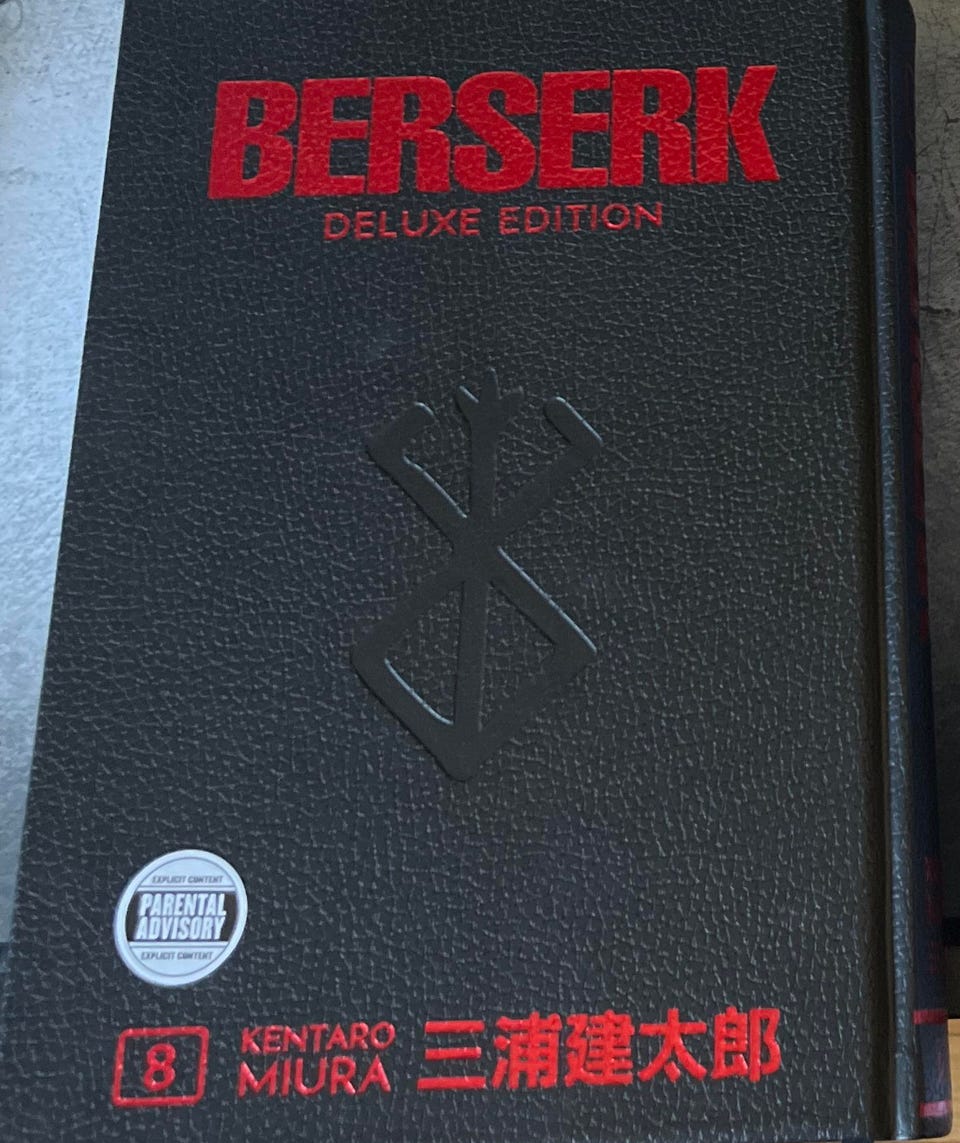 BERSERK
DELUXE EDITION
EXPLICIT CONTENT
PARENTAL
ADVISORY
EXPLICIT CONTENT
8
KENTARO
MIURA
三浦建太郎